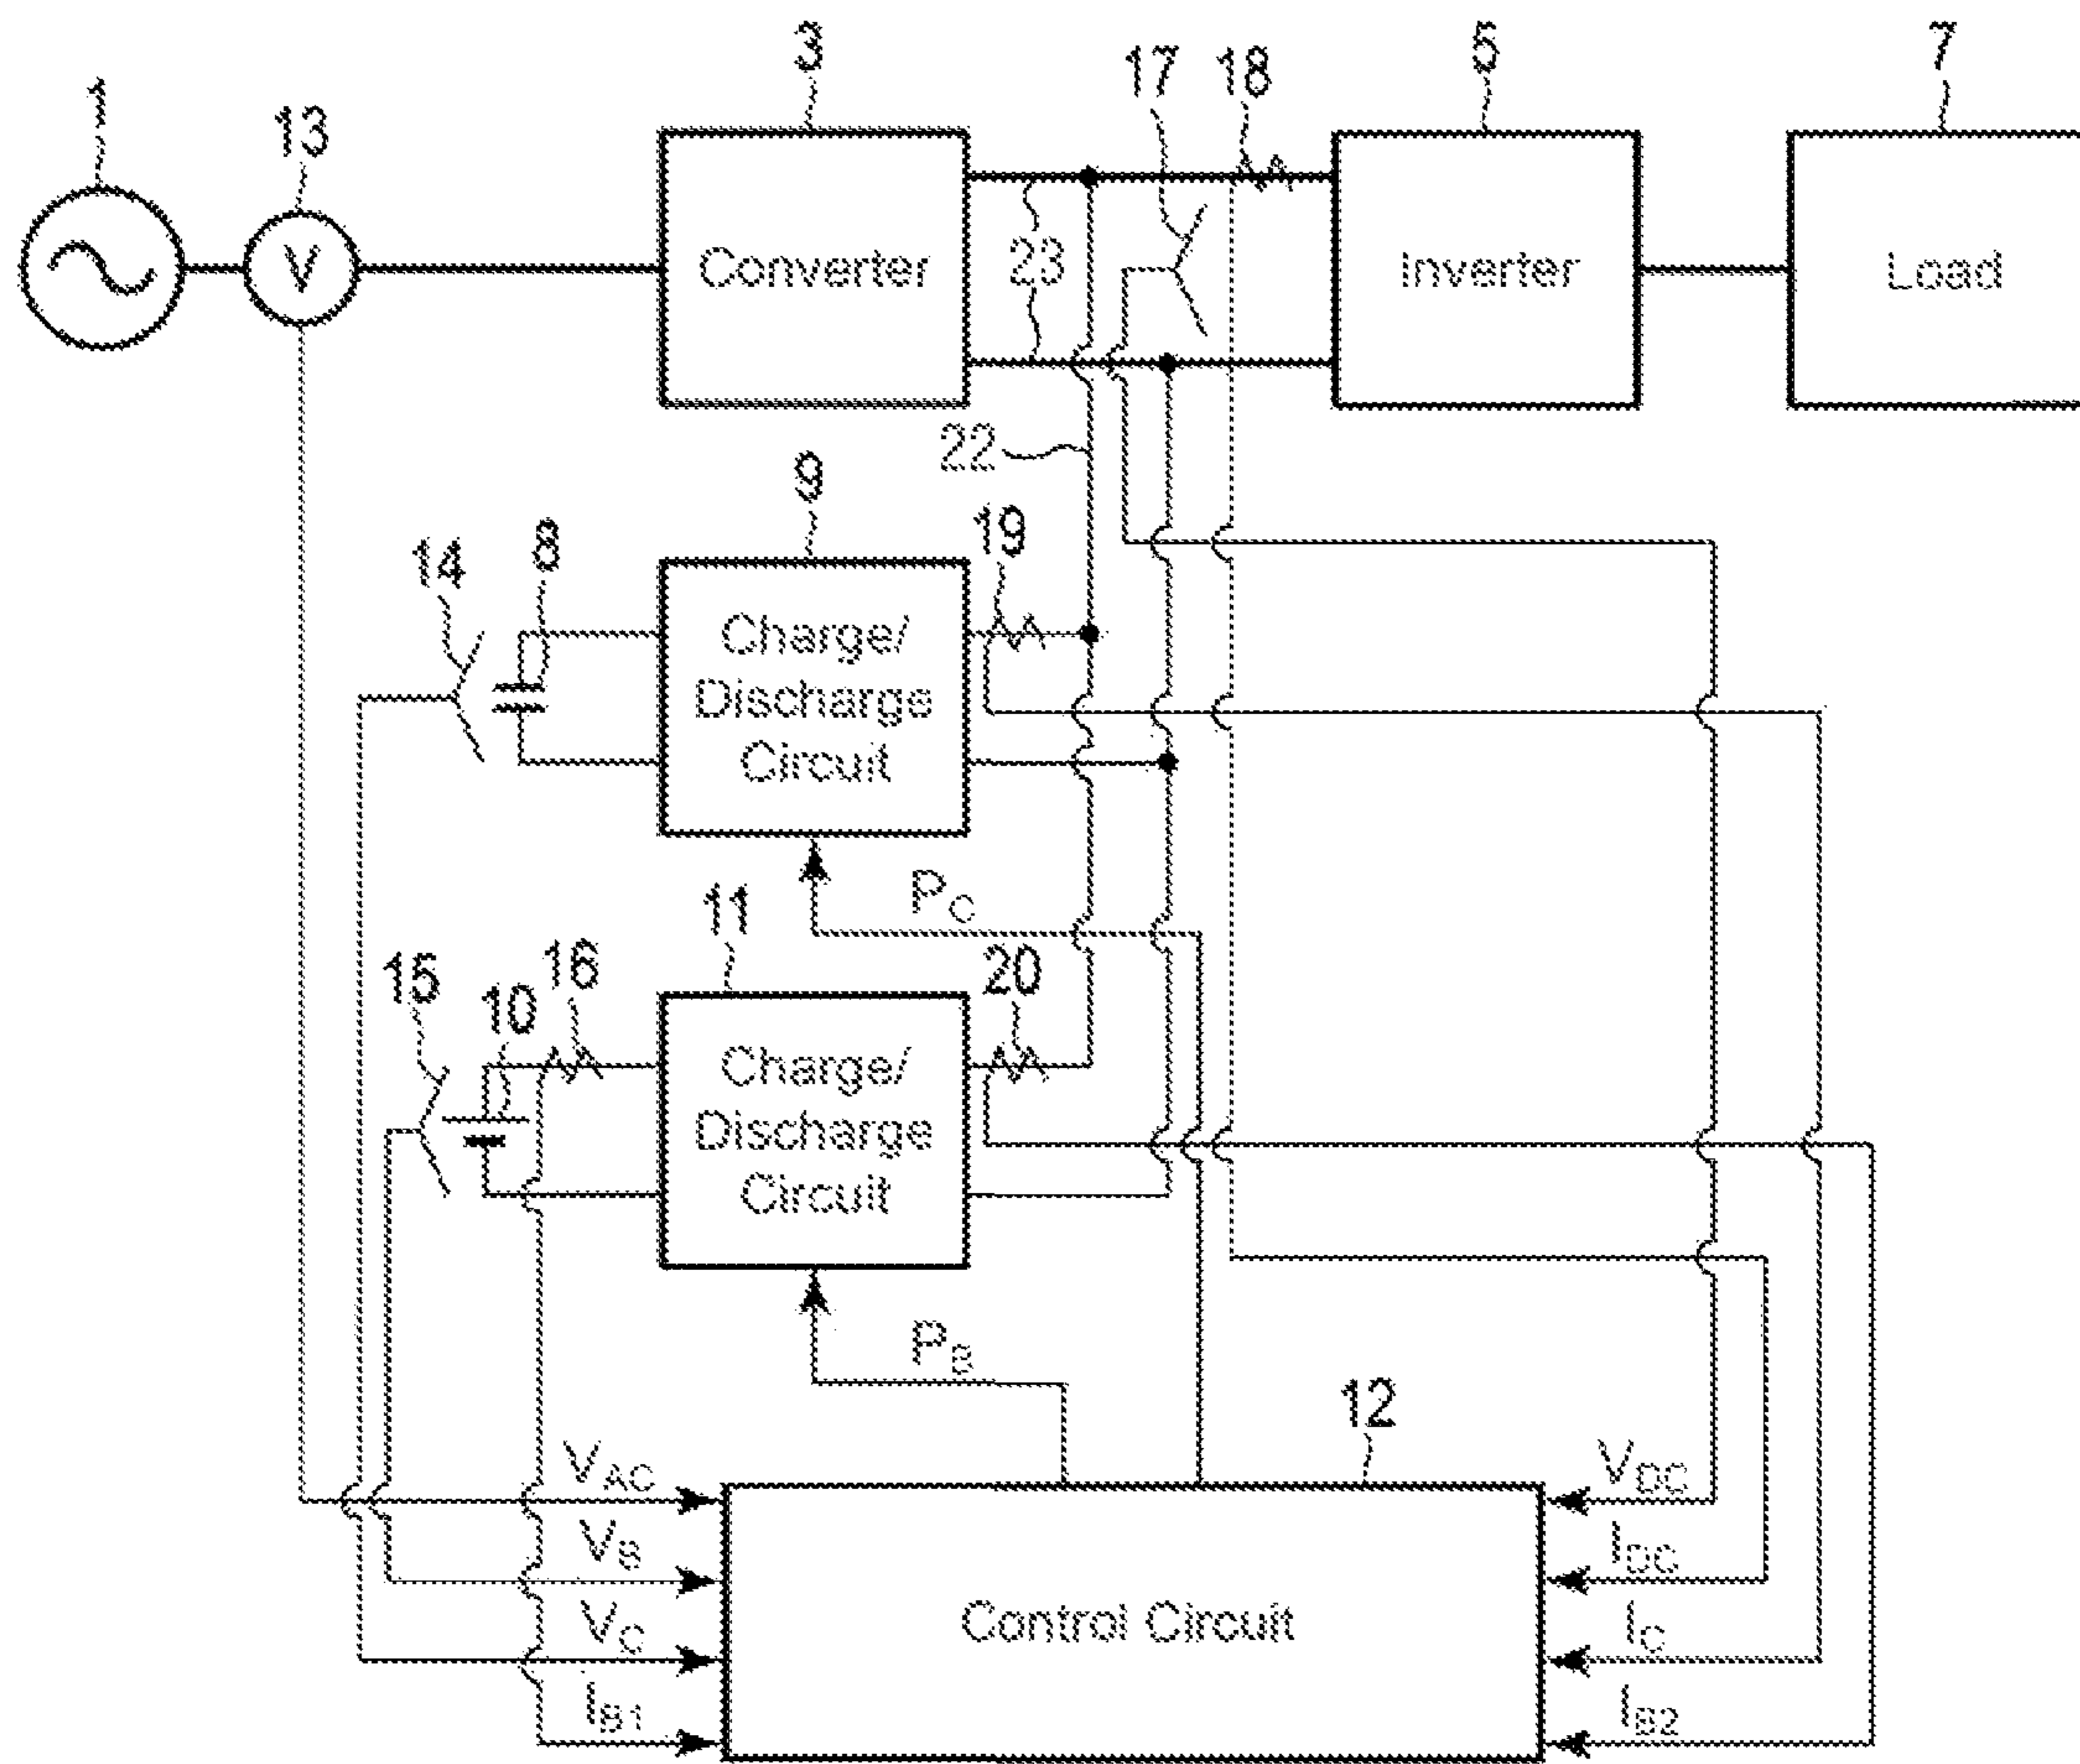 1
13
3
17
18
5
7
V
Converter
23
Inverter
Load
22
9
19
14
8
Charge/
Discharge
Circuit
11
P_C
15
10
16
20
Charge/
Discharge
Circuit
P_B
12
V_AC
V_DC
V_B
I_DC
Control Circuit
V_C
I_C
I_B1
I_B2